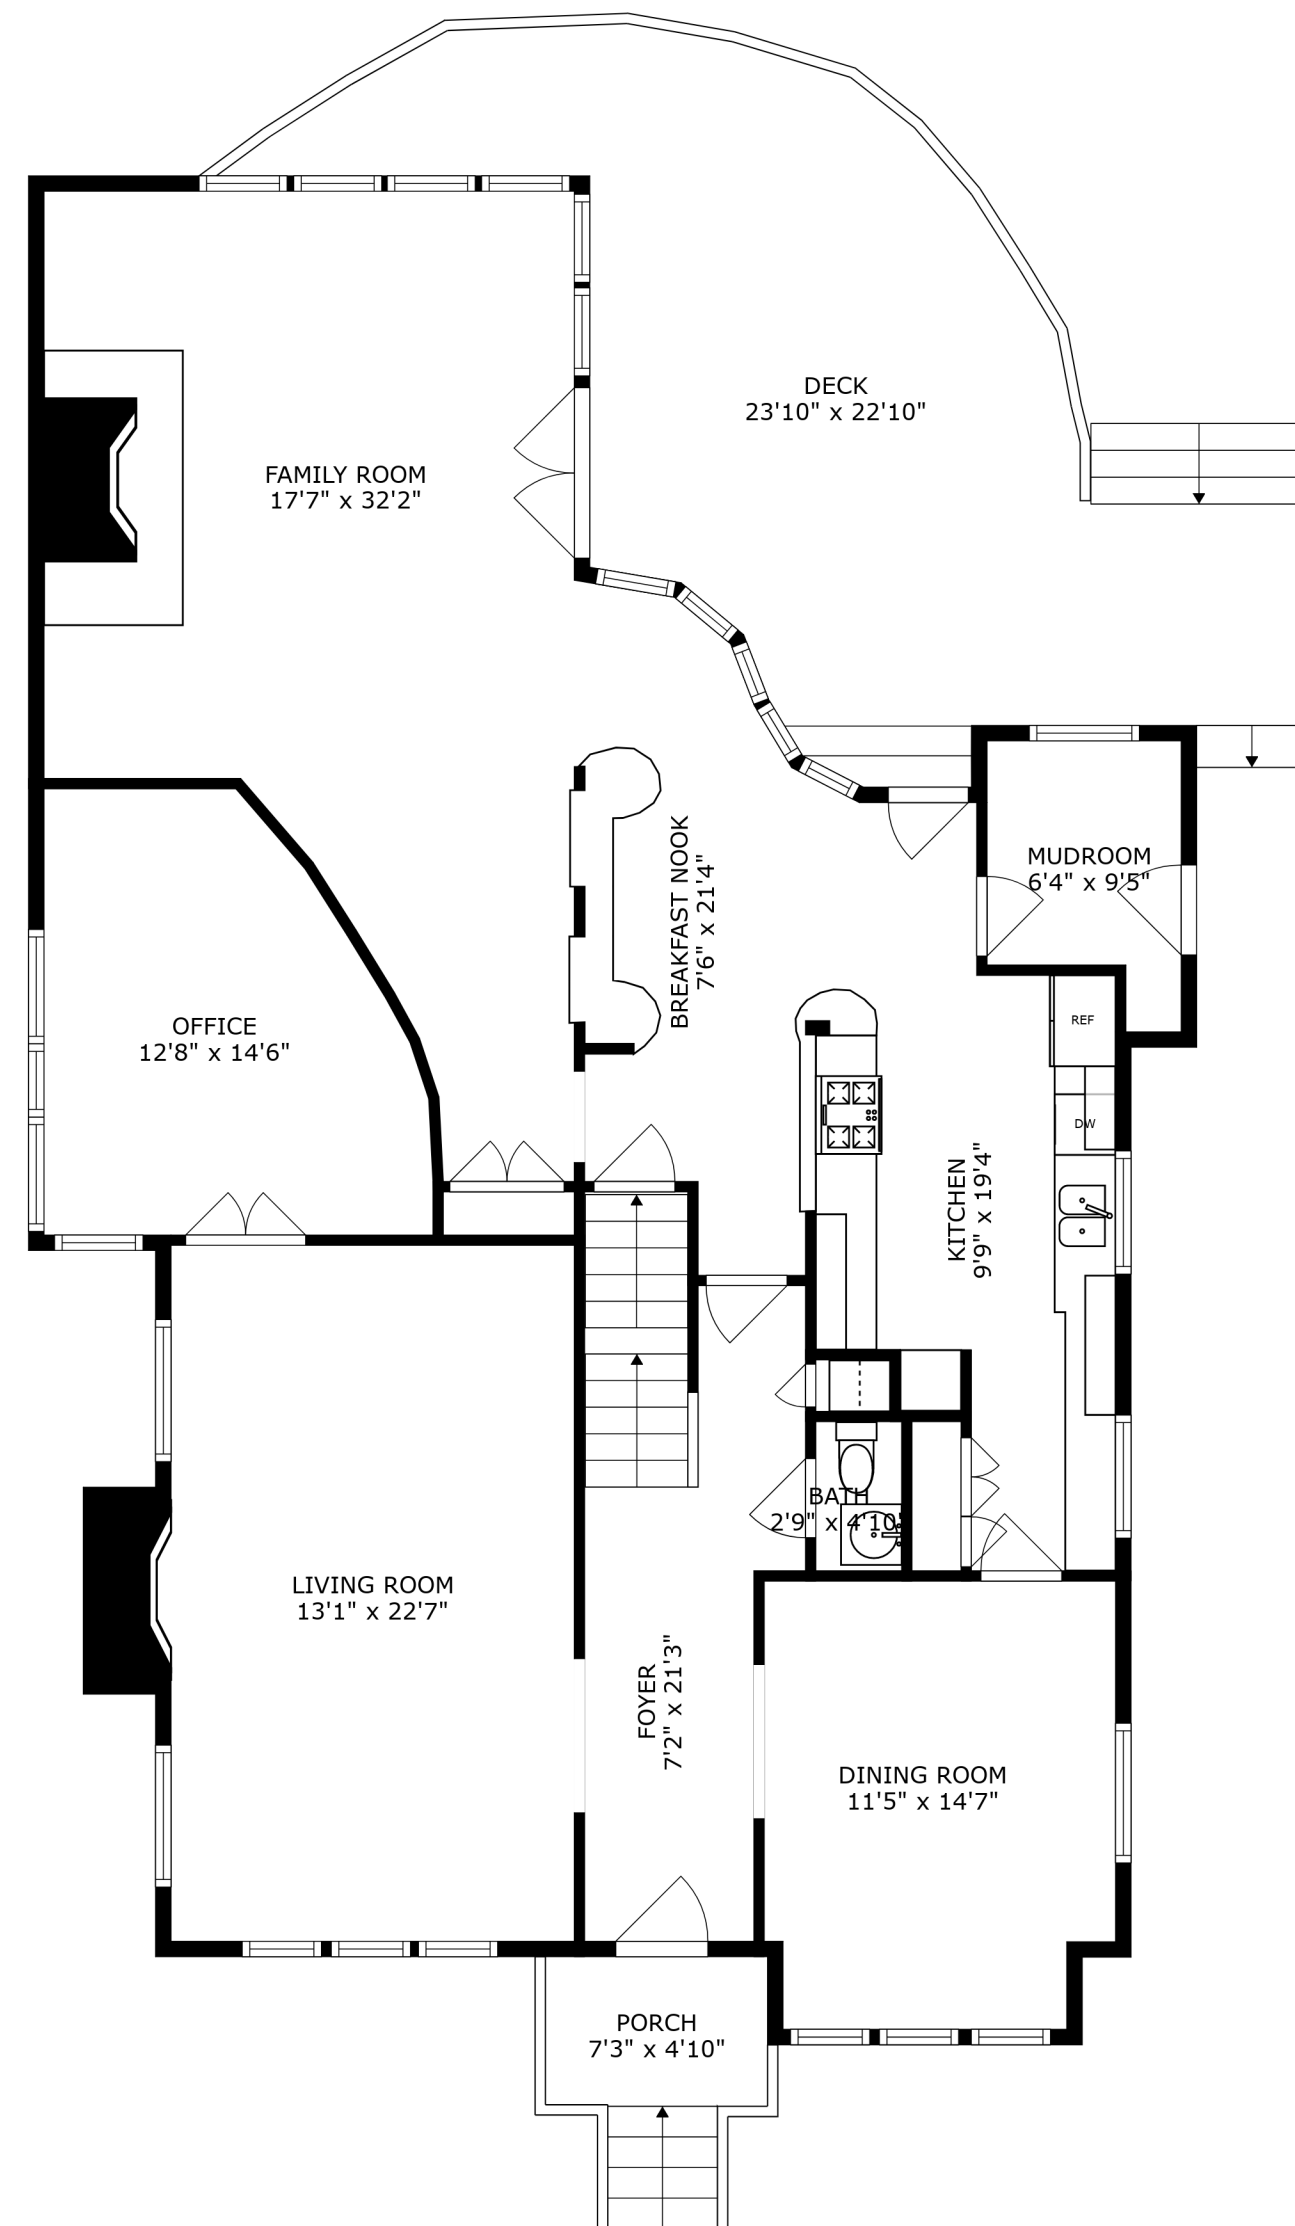 DECK
23'10" x 22'10"
FAMILY ROOM
17'7" x 32'2"
MUDROOM
6'4" x 9'5"
BREAKFAST NOOK
7'6" x 21'4"
OFFICE
12'8" x 14'6"
REF
DW
KITCHEN
9'9" x 19'4"
BATH
2'9" x 4'10"
LIVING ROOM
13'1" x 22'7"
FOYER
7'2" x 21'3"
DINING ROOM
11'5" x 14'7"
PORCH
7'3" x 4'10"